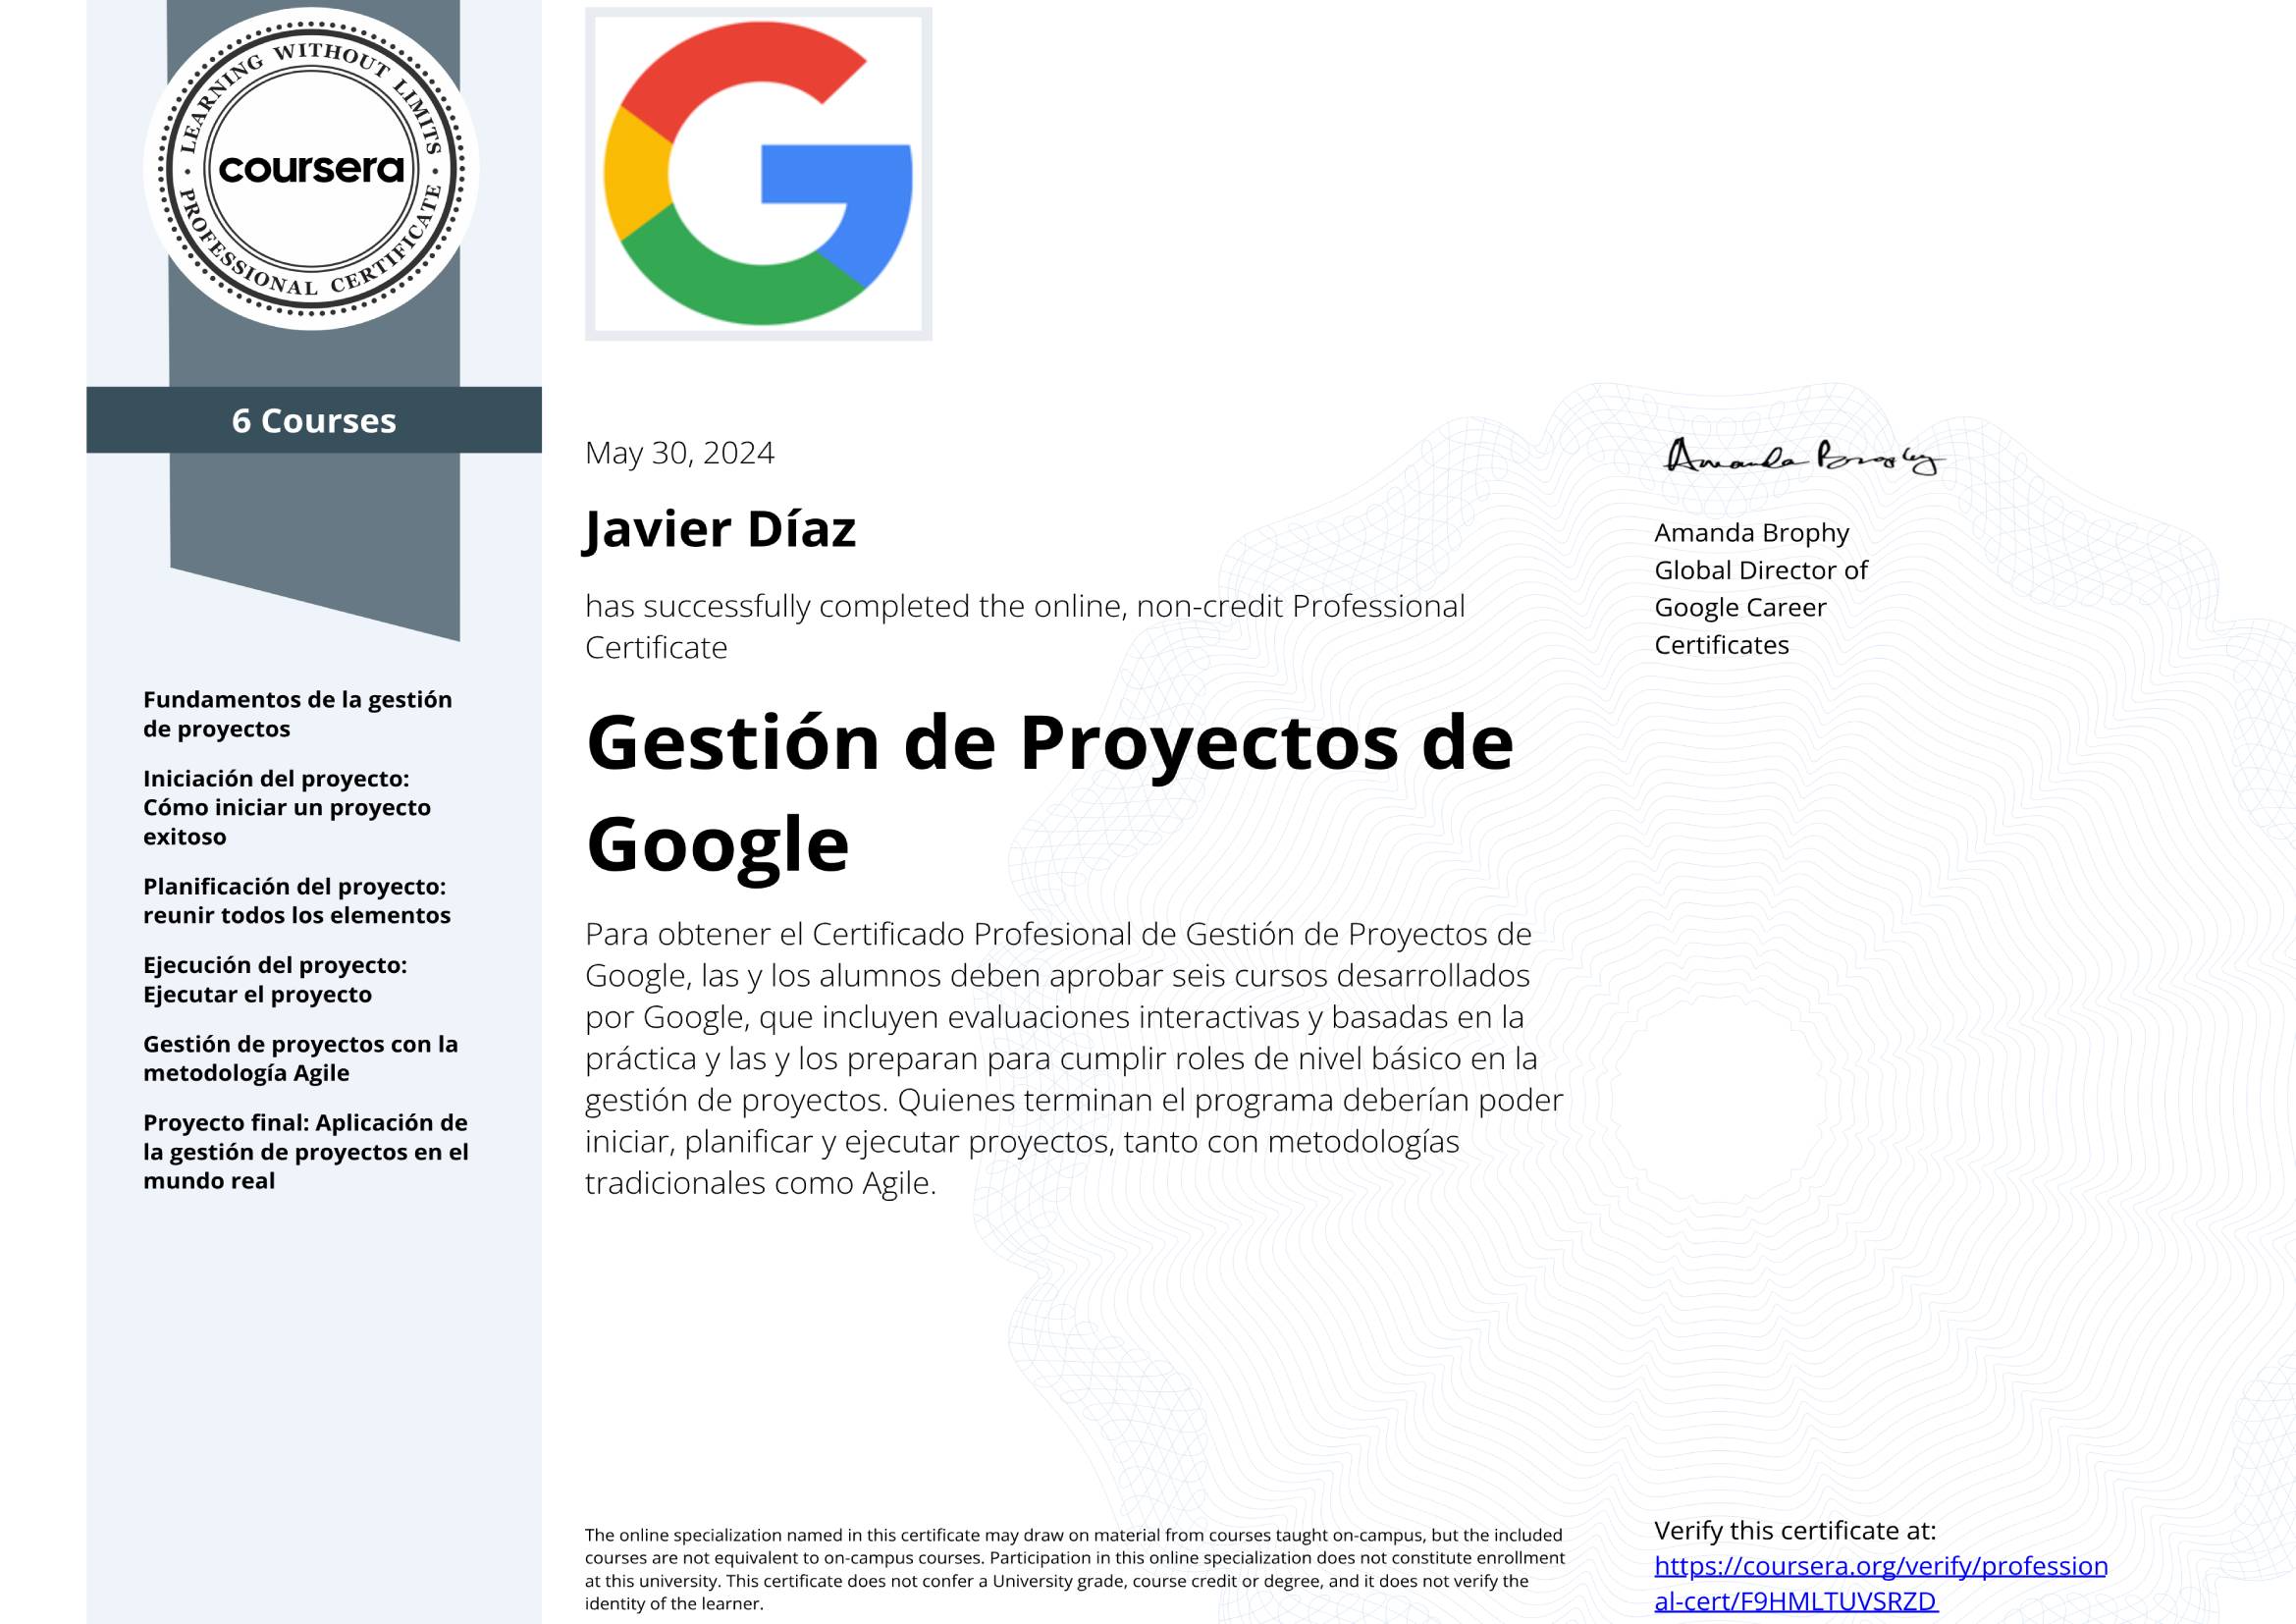 LEARNING WITHOUT LIMITS
coursera
PROFESSIONAL CERTIFICATE
6 Courses
Fundamentos de la gestión
de proyectos
Iniciación del proyecto:
Cómo iniciar un proyecto
exitoso
Planificación del proyecto:
reunir todos los elementos
Ejecución del proyecto:
Ejecutar el proyecto
Gestión de proyectos con la
metodología Agile
Proyecto final: Aplicación de
la gestión de proyectos en el
mundo real
G
May 30, 2024
Javier Díaz
has successfully completed the online, non-credit Professional
Certificate
Gestión de Proyectos de
Google
Para obtener el Certificado Profesional de Gestión de Proyectos de
Google, las y los alumnos deben aprobar seis cursos desarrollados
por Google, que incluyen evaluaciones interactivas y basadas en la
práctica y las y los preparan para cumplir roles de nivel básico en la
gestión de proyectos. Quienes terminan el programa deberían poder
iniciar, planificar y ejecutar proyectos, tanto con metodologías
tradicionales como Agile.
Amanda Brophy
Amanda Brophy
Global Director of
Google Career
Certificates
The online specialization named in this certificate may draw on material from courses taught on-campus, but the included
courses are not equivalent to on-campus courses. Participation in this online specialization does not constitute enrollment
at this university. This certificate does not confer a University grade, course credit or degree, and it does not verify the
identity of the learner.
Verify this certificate at:
https://coursera.org/verify/profession
al-cert/F9HMLTUVSRZD